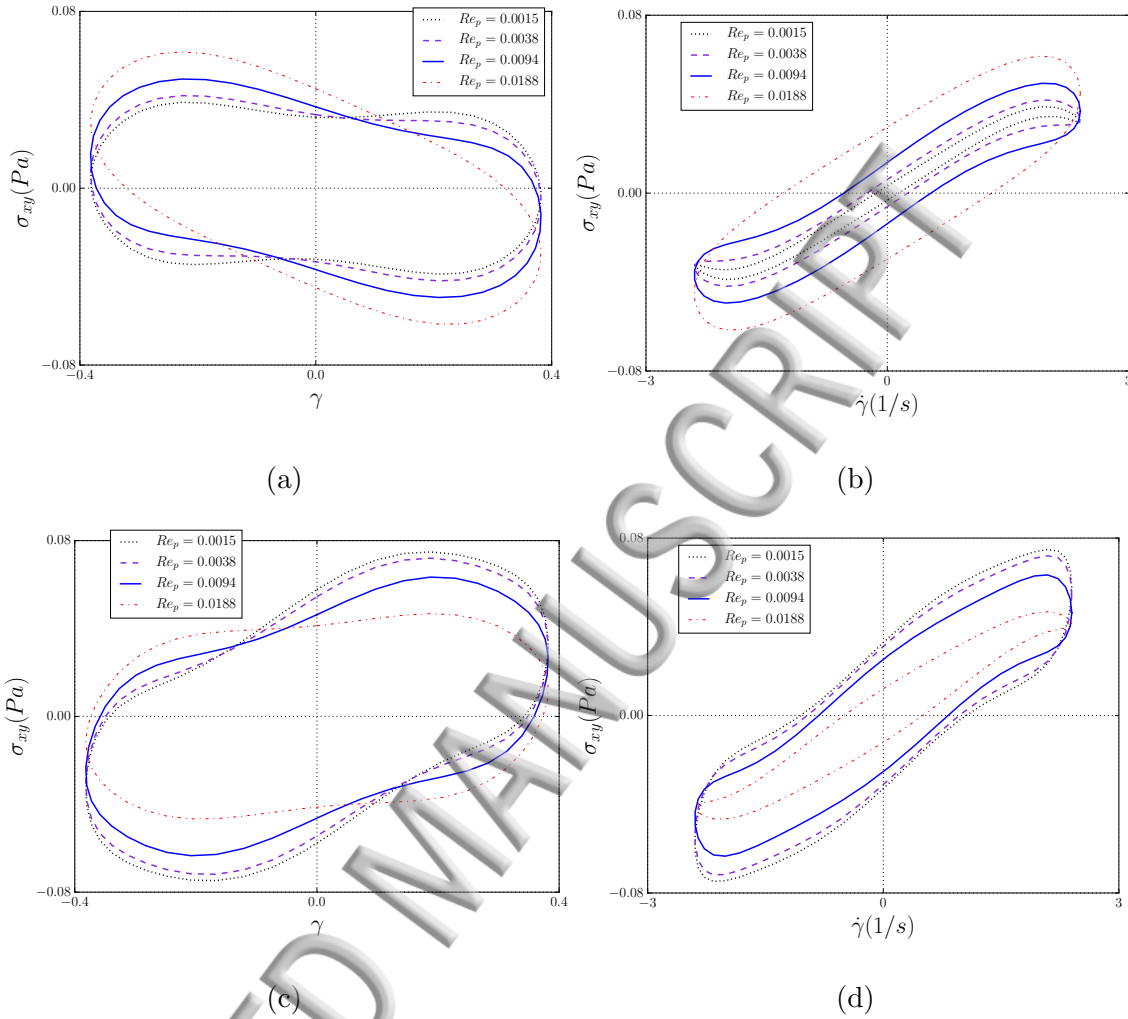 0.08
Re_p = 0.0015
Re_p = 0.0038
Re_p = 0.0094
Re_p = 0.0188
σ_xy(Pa)
0.00
−0.08
−0.4
0.0
0.4
γ
(a)
0.08
Re_p = 0.0015
Re_p = 0.0038
Re_p = 0.0094
Re_p = 0.0188
σ_xy(Pa)
0.00
−0.08
−3
0
3
γ̇(1/s)
(b)
0.08
Re_p = 0.0015
Re_p = 0.0038
Re_p = 0.0094
Re_p = 0.0188
σ_xy(Pa)
0.00
−0.08
−0.4
0.0
0.4
γ
(c)
0.08
Re_p = 0.0015
Re_p = 0.0038
Re_p = 0.0094
Re_p = 0.0188
σ_xy(Pa)
0.00
−0.08
−3
0
3
γ̇(1/s)
(d)
MANUSCRIPT